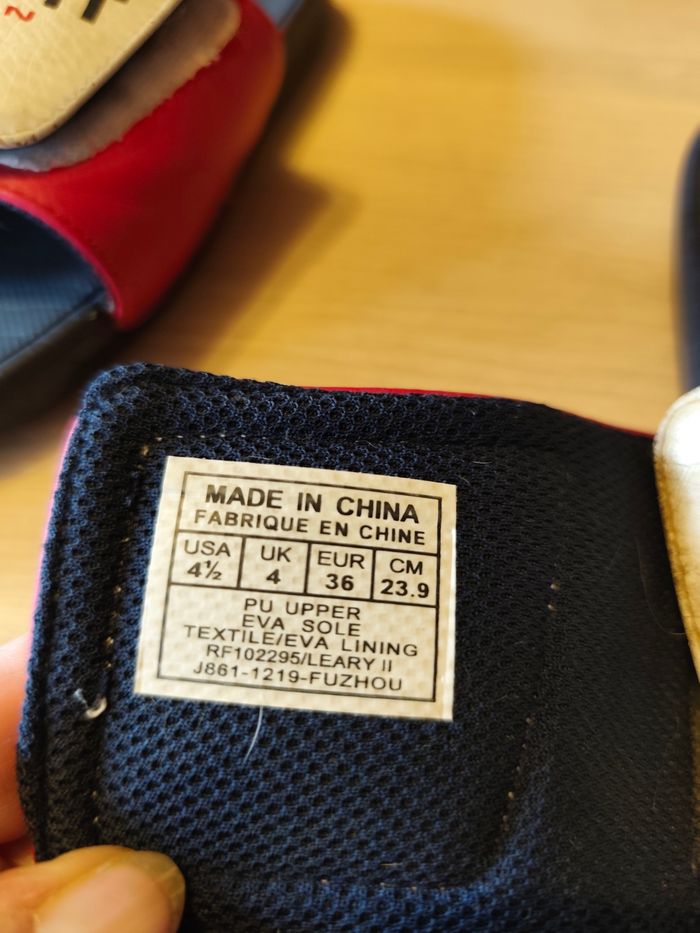 MADE IN CHINA
FABRIQUE EN CHINE
USA UK EUR CM
4½ 4 36 23.9
PU UPPER
EVA SOLE
TEXTILE/EVA LINING
RF102295/LEARY II
J861-1219-FUZHOU